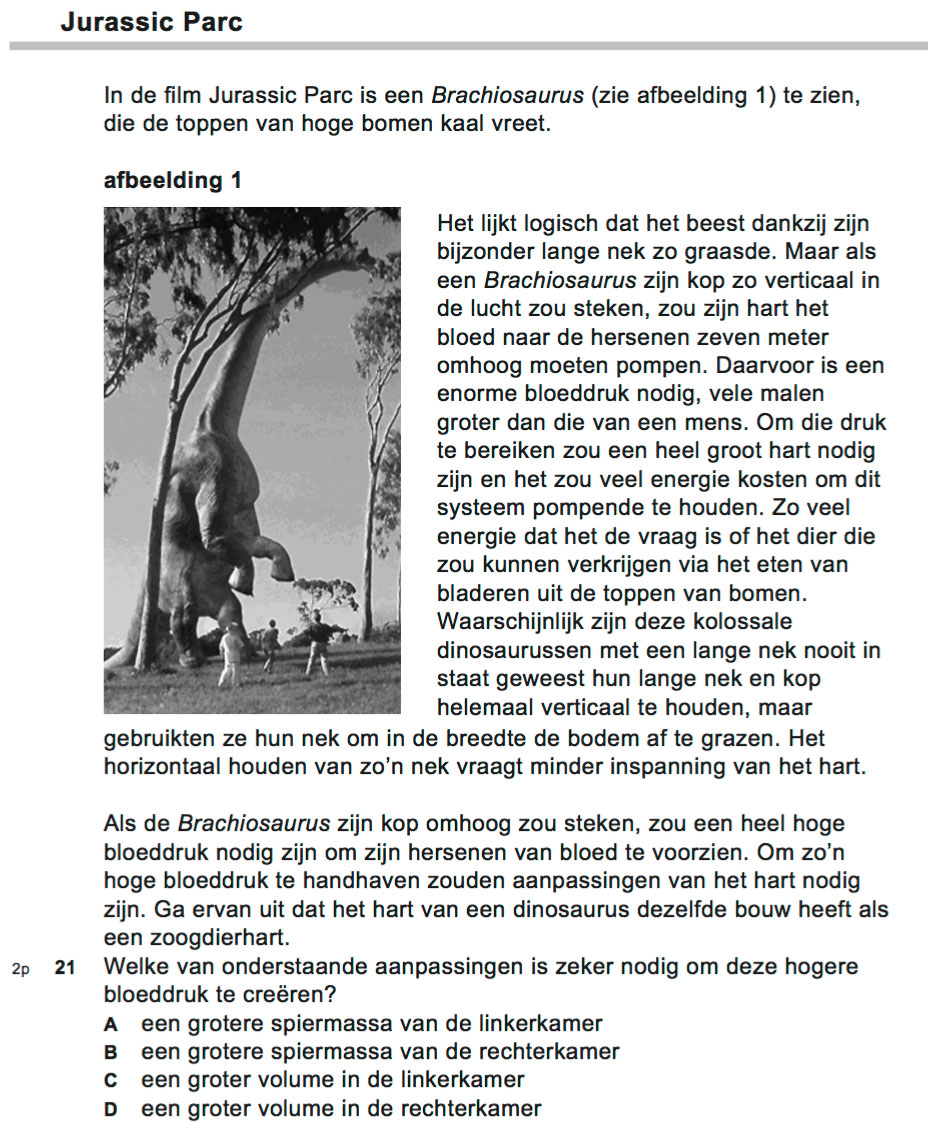 Jurassic Parc
In de film Jurassic Parc is een Brachiosaurus (zie afbeelding 1) te zien,
die de toppen van hoge bomen kaal vreet.
afbeelding 1
Het lijkt logisch dat het beest dankzij zijn
bijzonder lange nek zo graasde. Maar als
een Brachiosaurus zijn kop zo verticaal in
de lucht zou steken, zou zijn hart het
bloed naar de hersenen zeven meter
omhoog moeten pompen. Daarvoor is een
enorme bloeddruk nodig, vele malen
groter dan die van een mens. Om die druk
te bereiken zou een heel groot hart nodig
zijn en het zou veel energie kosten om dit
systeem pompende te houden. Zo veel
energie dat het de vraag is of het dier die
zou kunnen verkrijgen via het eten van
bladeren uit de toppen van bomen.
Waarschijnlijk zijn deze kolossale
dinosaurussen met een lange nek nooit in
staat geweest hun lange nek en kop
helemaal verticaal te houden, maar
gebruikten ze hun nek om in de breedte de bodem af te grazen. Het
horizontaal houden van zo'n nek vraagt minder inspanning van het hart.
Als de Brachiosaurus zijn kop omhoog zou steken, zou een heel hoge
bloeddruk nodig zijn om zijn hersenen van bloed te voorzien. Om zo'n
hoge bloeddruk te handhaven zouden aanpassingen van het hart nodig
zijn. Ga ervan uit dat het hart van een dinosaurus dezelfde bouw heeft als
een zoogdierhart.
2p 21 Welke van onderstaande aanpassingen is zeker nodig om deze hogere
bloeddruk te creëren?
A een grotere spiermassa van de linkerkamer
B een grotere spiermassa van de rechterkamer
C een groter volume in de linkerkamer
D een groter volume in de rechterkamer